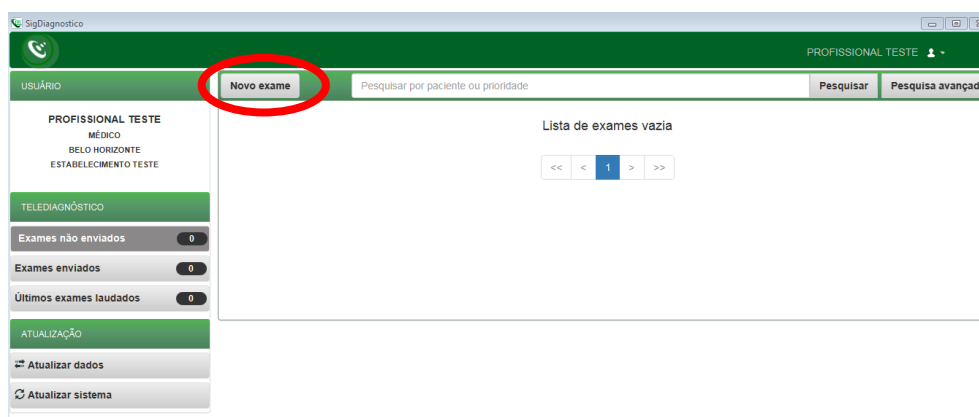 SigDiagnostico
PROFISSIONAL TESTE
USUÁRIO
Novo exame
Pesquisar por paciente ou prioridade
Pesquisar
Pesquisa avançad
PROFISSIONAL TESTE
MÉDICO
BELO HORIZONTE
ESTABELECIMENTO TESTE
Lista de exames vazia
<< < 1 > >>
TELEDIAGNÓSTICO
Exames não enviados 0
Exames enviados 0
Últimos exames laudados 0
ATUALIZAÇÃO
Atualizar dados
Atualizar sistema